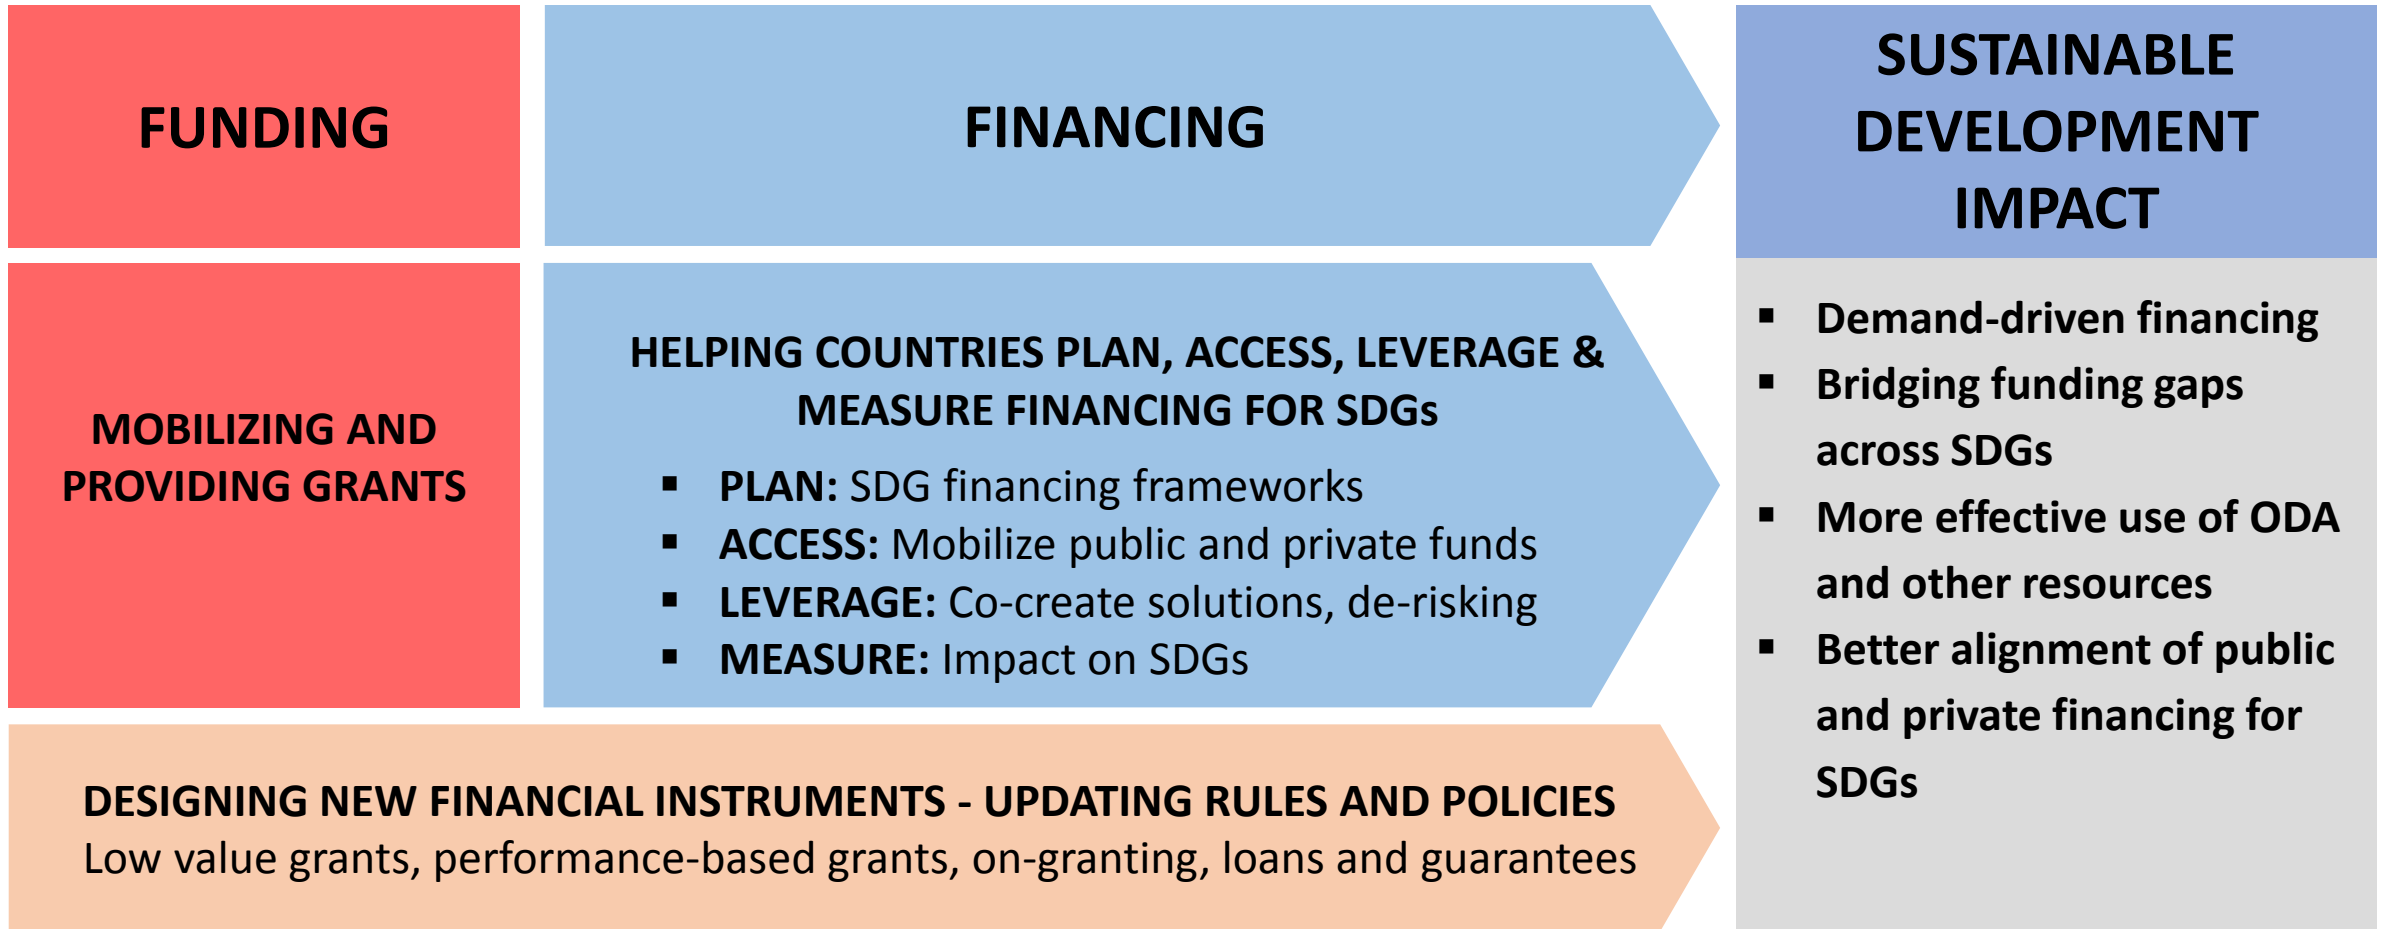 FUNDING
FINANCING
SUSTAINABLE
DEVELOPMENT
IMPACT
MOBILIZING AND
PROVIDING GRANTS
HELPING COUNTRIES PLAN, ACCESS, LEVERAGE &
MEASURE FINANCING FOR SDGs
▪ PLAN: SDG financing frameworks
▪ ACCESS: Mobilize public and private funds
▪ LEVERAGE: Co-create solutions, de-risking
▪ MEASURE: Impact on SDGs
▪ Demand-driven financing
▪ Bridging funding gaps
across SDGs
▪ More effective use of ODA
and other resources
▪ Better alignment of public
and private financing for
SDGs
DESIGNING NEW FINANCIAL INSTRUMENTS - UPDATING RULES AND POLICIES
Low value grants, performance-based grants, on-granting, loans and guarantees